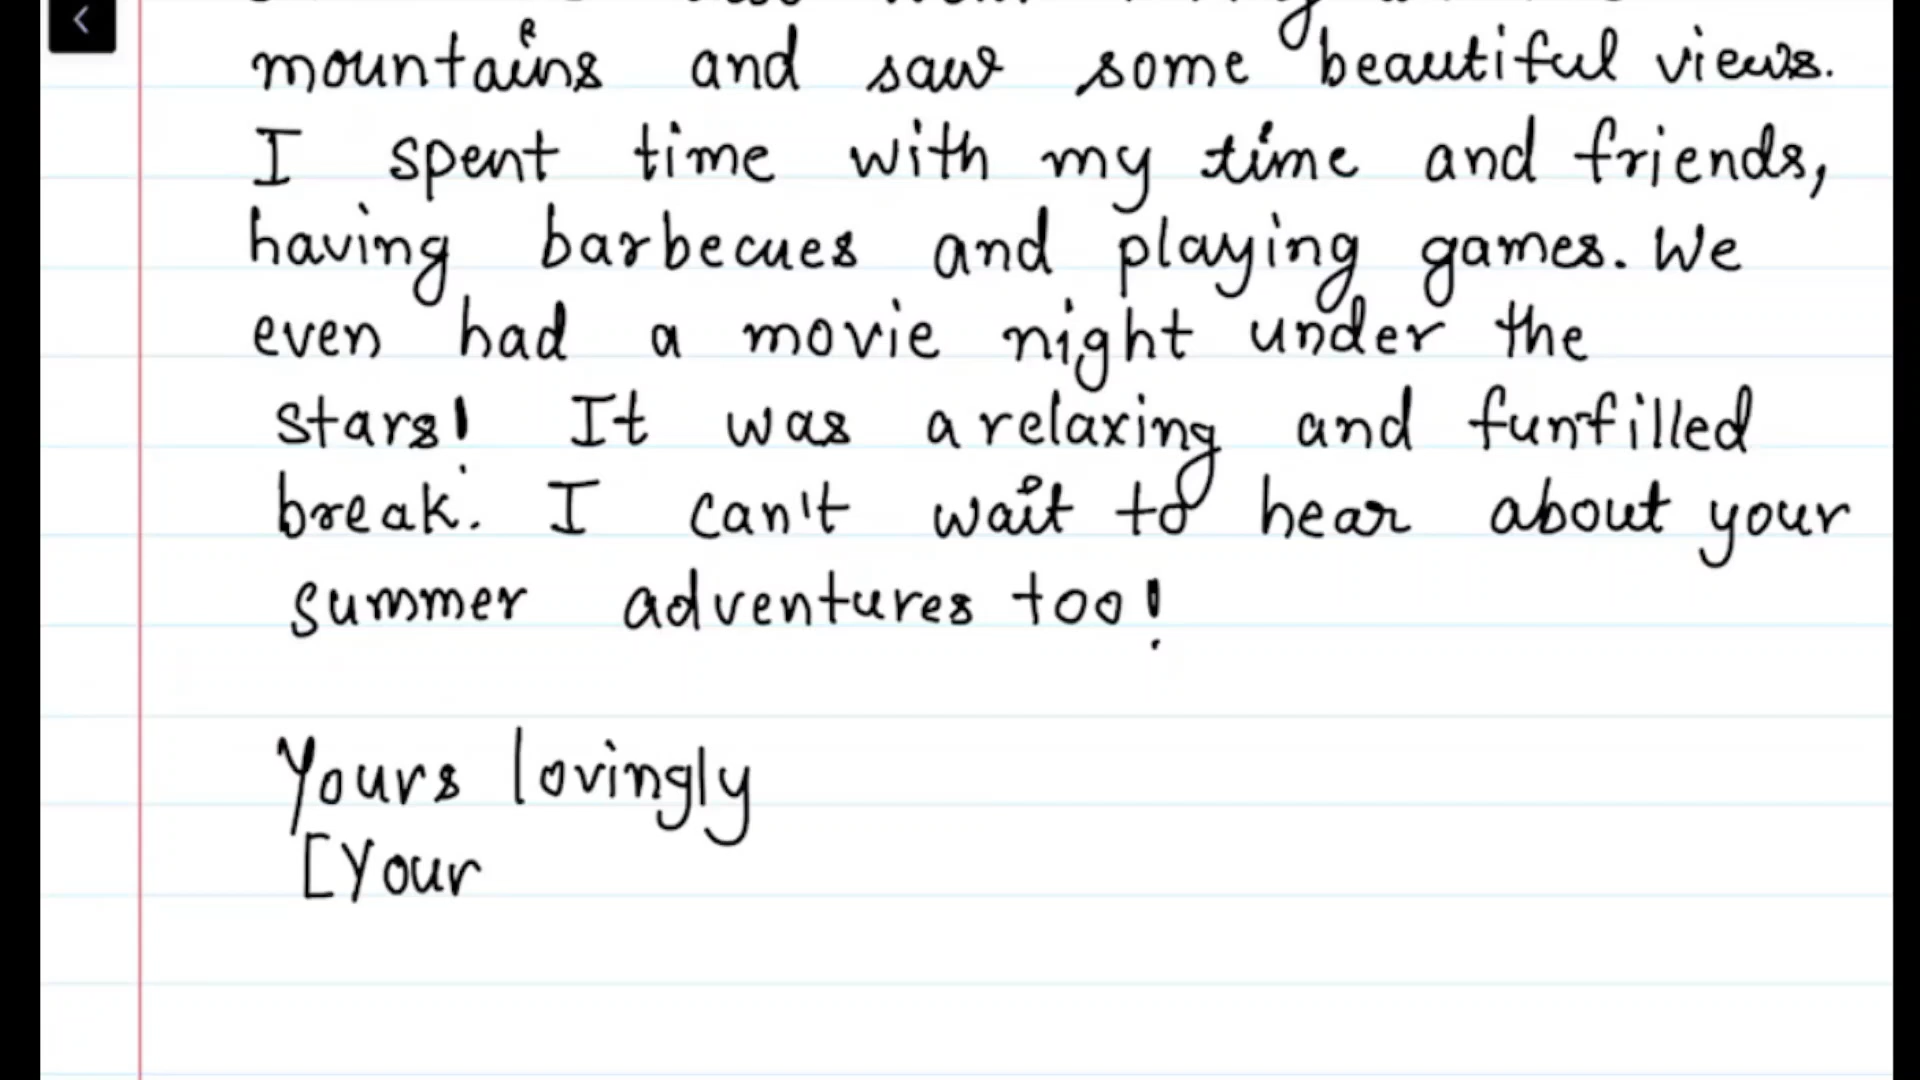 mountains and saw some beautiful views.
I spent time with my time and friends,
having barbecues and playing games. We
even had a movie night under the
stars! It was a relaxing and fun-filled
break. I can't wait to hear about your
summer adventures too!
Yours lovingly
[Your